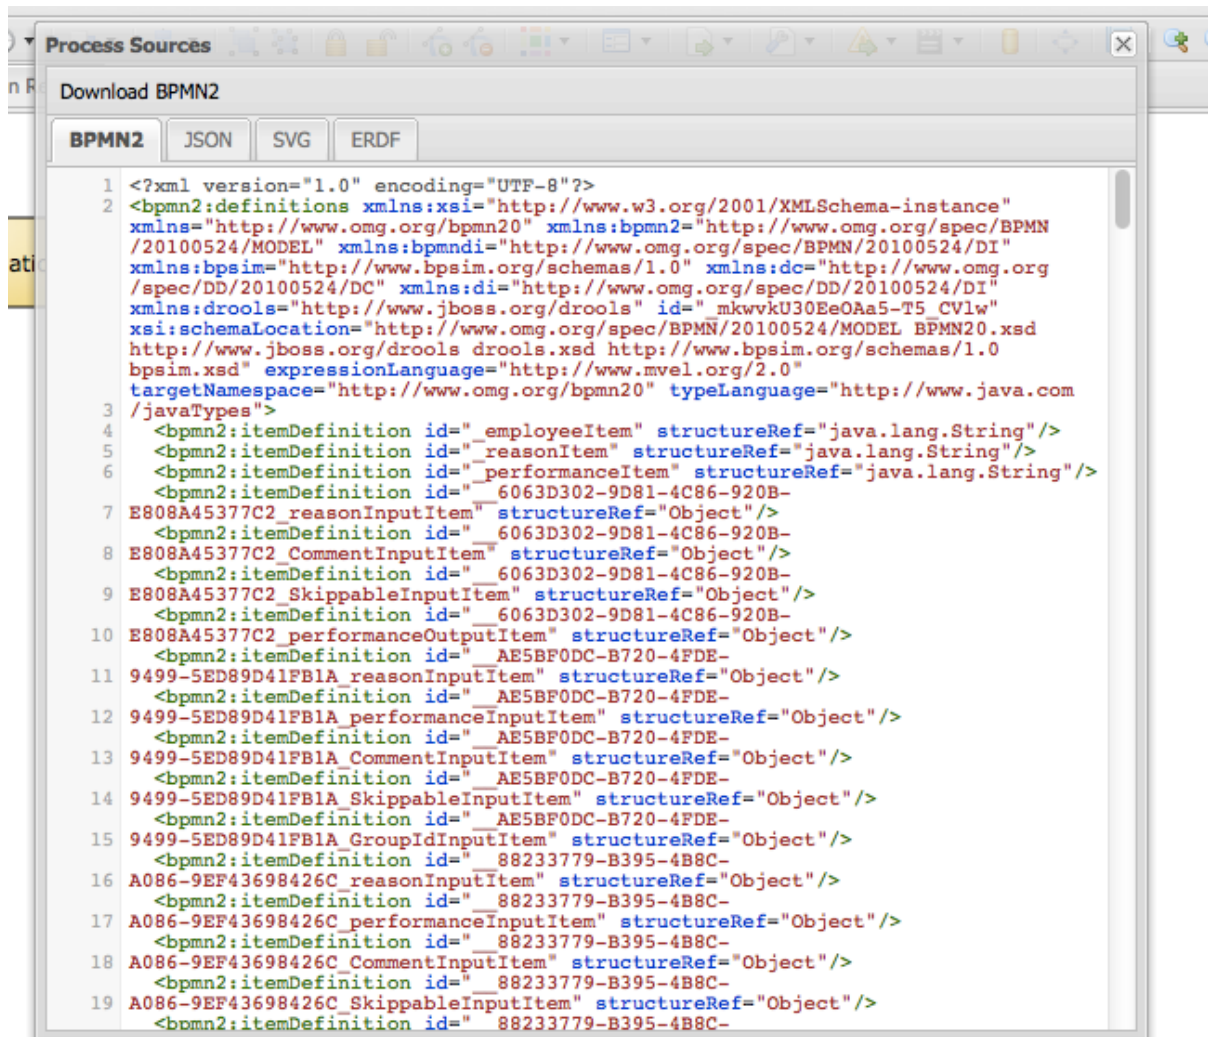 Process Sources
n R
Download BPMN2
BPMN2 JSON SVG ERDF
atic
1 <?xml version="1.0" encoding="UTF-8"?>
2 <bpmn2:definitions xmlns:xsi="http://www.w3.org/2001/XMLSchema-instance"
xmlns="http://www.omg.org/bpmn20" xmlns:bpmn2="http://www.omg.org/spec/BPMN
/20100524/MODEL" xmlns:bpmndi="http://www.omg.org/spec/BPMN/20100524/DI"
xmlns:bpsim="http://www.bpsim.org/schemas/1.0" xmlns:dc="http://www.omg.org
/spec/DD/20100524/DC" xmlns:di="http://www.omg.org/spec/DD/20100524/DI"
xmlns:drools="http://www.jboss.org/drools" id="_mkwvkU30EeOAa5-T5_CVlw"
xsi:schemaLocation="http://www.omg.org/spec/BPMN/20100524/MODEL BPMN20.xsd
http://www.jboss.org/drools drools.xsd http://www.bpsim.org/schemas/1.0
bpsim.xsd" expressionLanguage="http://www.mvel.org/2.0"
targetNamespace="http://www.omg.org/bpmn20" typeLanguage="http://www.java.com
3 /javaTypes">
4 <bpmn2:itemDefinition id="_employeeItem" structureRef="java.lang.String"/>
5 <bpmn2:itemDefinition id="_reasonItem" structureRef="java.lang.String"/>
6 <bpmn2:itemDefinition id="_performanceItem" structureRef="java.lang.String"/>
<bpmn2:itemDefinition id="__6063D302-9D81-4C86-920B-
7 E808A45377C2_reasonInputItem" structureRef="Object"/>
<bpmn2:itemDefinition id="__6063D302-9D81-4C86-920B-
8 E808A45377C2_CommentInputItem" structureRef="Object"/>
<bpmn2:itemDefinition id="__6063D302-9D81-4C86-920B-
9 E808A45377C2_SkippableInputItem" structureRef="Object"/>
<bpmn2:itemDefinition id="__6063D302-9D81-4C86-920B-
10 E808A45377C2_performanceOutputItem" structureRef="Object"/>
<bpmn2:itemDefinition id="__AE5BF0DC-B720-4FDE-
11 9499-5ED89D41FB1A_reasonInputItem" structureRef="Object"/>
<bpmn2:itemDefinition id="__AE5BF0DC-B720-4FDE-
12 9499-5ED89D41FB1A_performanceInputItem" structureRef="Object"/>
<bpmn2:itemDefinition id="__AE5BF0DC-B720-4FDE-
13 9499-5ED89D41FB1A_CommentInputItem" structureRef="Object"/>
<bpmn2:itemDefinition id="__AE5BF0DC-B720-4FDE-
14 9499-5ED89D41FB1A_SkippableInputItem" structureRef="Object"/>
<bpmn2:itemDefinition id="__AE5BF0DC-B720-4FDE-
15 9499-5ED89D41FB1A_GroupIdInputItem" structureRef="Object"/>
<bpmn2:itemDefinition id="__88233779-B395-4B8C-
16 A086-9EF43698426C_reasonInputItem" structureRef="Object"/>
<bpmn2:itemDefinition id="__88233779-B395-4B8C-
17 A086-9EF43698426C_performanceInputItem" structureRef="Object"/>
<bpmn2:itemDefinition id="__88233779-B395-4B8C-
18 A086-9EF43698426C_CommentInputItem" structureRef="Object"/>
<bpmn2:itemDefinition id="__88233779-B395-4B8C-
19 A086-9EF43698426C_SkippableInputItem" structureRef="Object"/>
<bpmn2:itemDefinition id="__88233779-B395-4B8C-